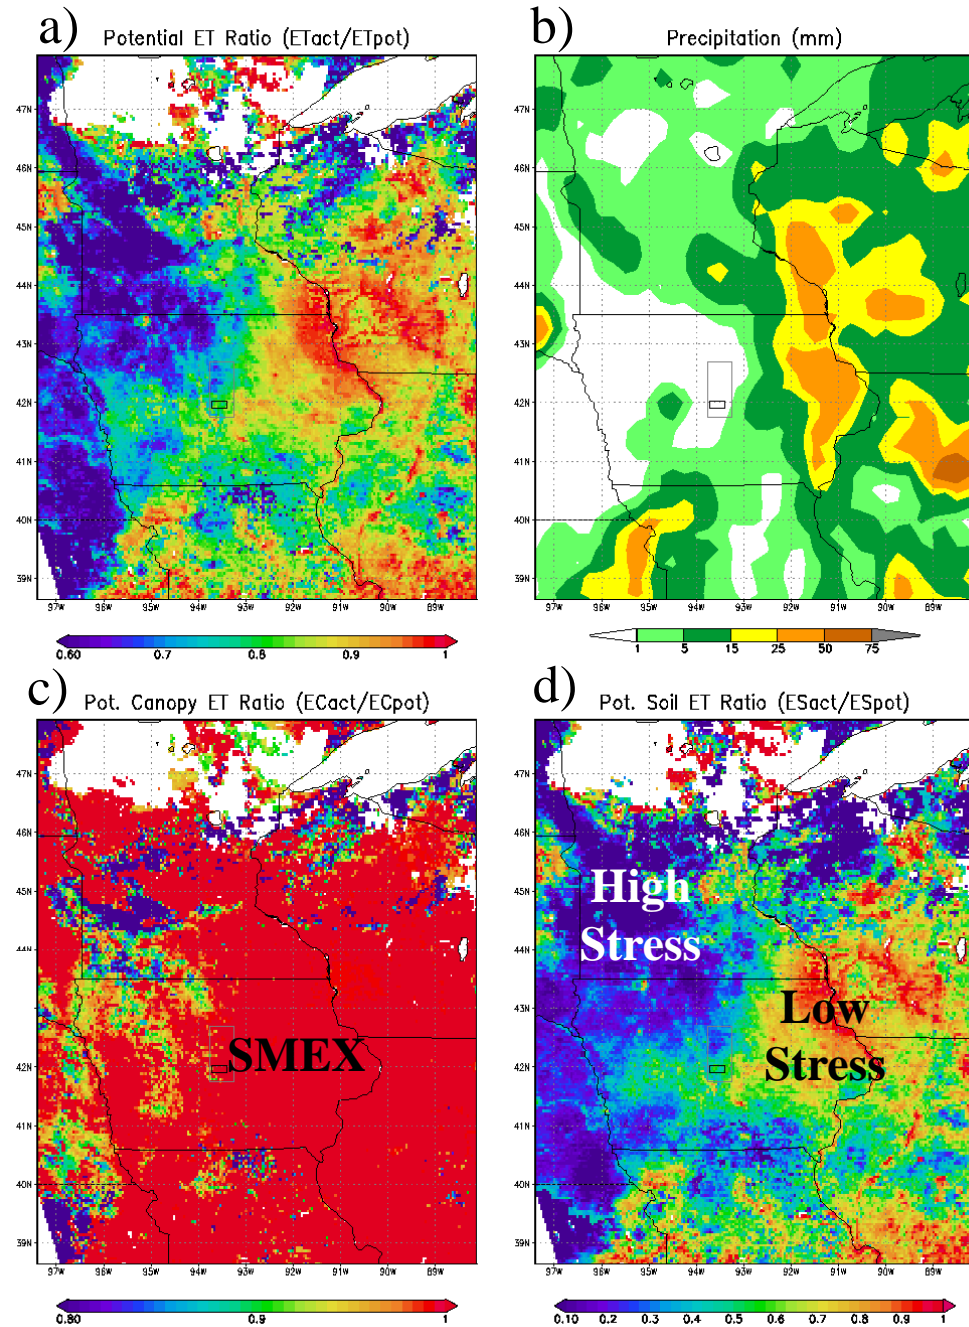 a)
Potential ET Ratio (ETact/ETpot)
47N
46N
45N
44N
43N
42N
41N
40N
39N
97W 96W 95W 94W 93W 92W 91W 90W 89W
0.60 0.7 0.8 0.9 1
b)
Precipitation (mm)
47N
46N
45N
44N
43N
42N
41N
40N
39N
97W 96W 95W 94W 93W 92W 91W 90W 89W
1 5 15 25 50 75
c)
Pot. Canopy ET Ratio (ECact/ECpot)
47N
46N
45N
44N
43N
42N
41N
40N
39N
SMEX
97W 96W 95W 94W 93W 92W 91W 90W 89W
0.80 0.9 1
d)
Pot. Soil ET Ratio (ESact/ESpot)
47N
46N
45N
44N
43N
42N
41N
40N
39N
High
Stress
Low
Stress
97W 96W 95W 94W 93W 92W 91W 90W 89W
0.10 0.2 0.3 0.4 0.5 0.6 0.7 0.8 0.9 1